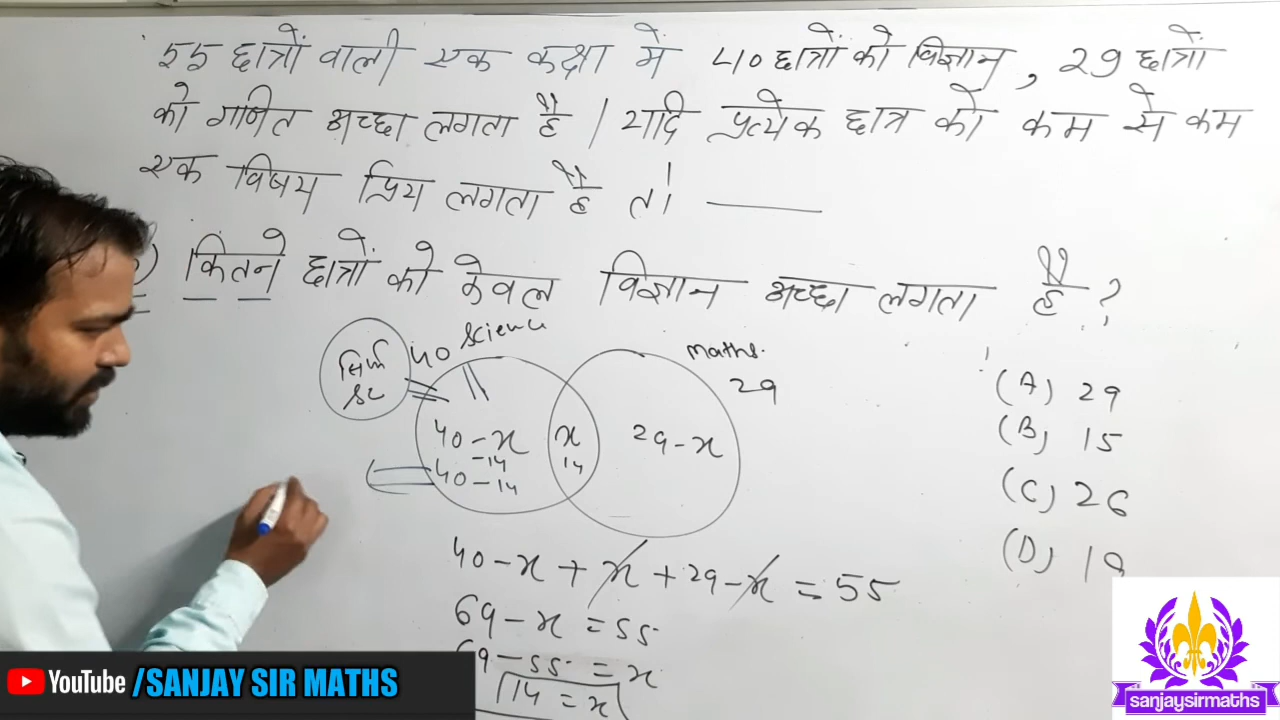 55 छात्रों वाली एक कक्षा में 40 छात्रों को विज्ञान, 29 छात्रों
को गणित अच्छा लगता है। यदि प्रत्येक छात्र को कम से कम
एक विषय प्रिय लगता है तो ____
कितने छात्रों को केवल विज्ञान अच्छा लगता है ?
सिर्फ
Sc
40 Science
maths.
29
40 - x
x
29 - x
-14
14
40 - 14
(A) 29
(B) 15
(C) 26
(D)
40 - x + x + 29 - x = 55
69 - x = 55
69 - 55 = x
14 = x
YouTube /SANJAY SIR MATHS
sanjaysirmaths